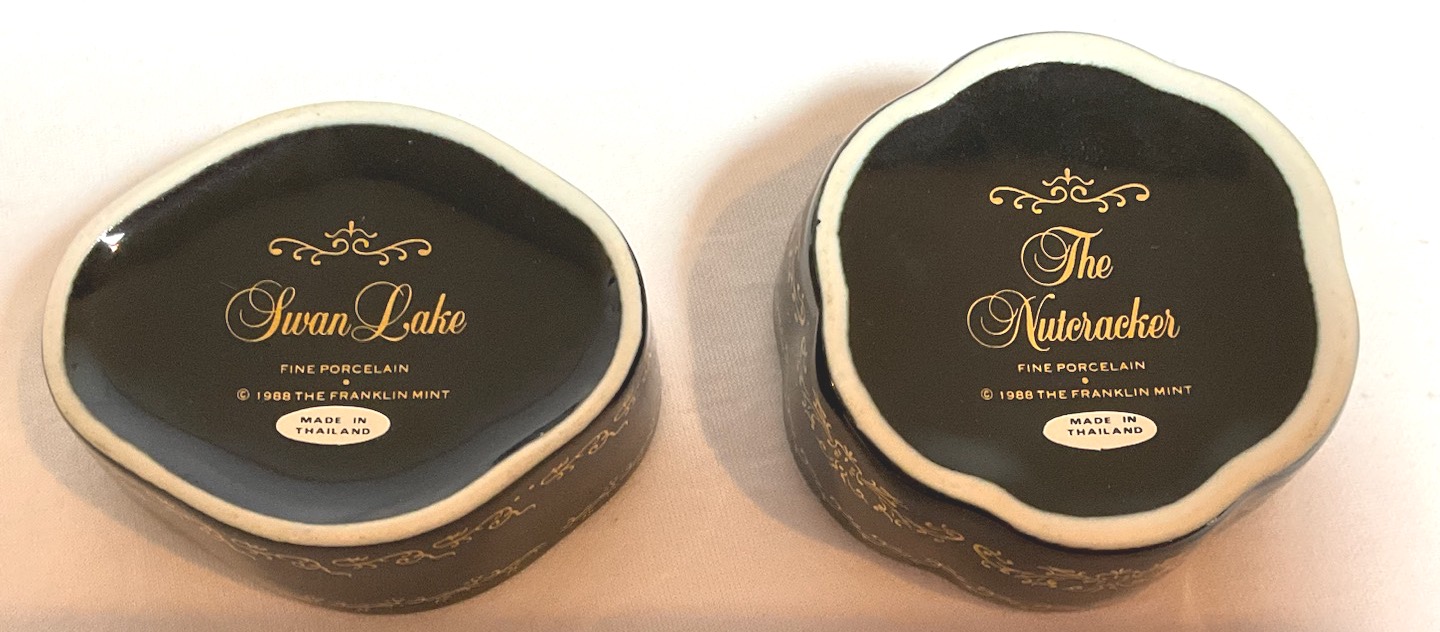 Swan Lake
FINE PORCELAIN
•
© 1988 THE FRANKLIN MINT
MADE IN
THAILAND
The
Nutcracker
FINE PORCELAIN
•
© 1988 THE FRANKLIN MINT
MADE IN
THAILAND